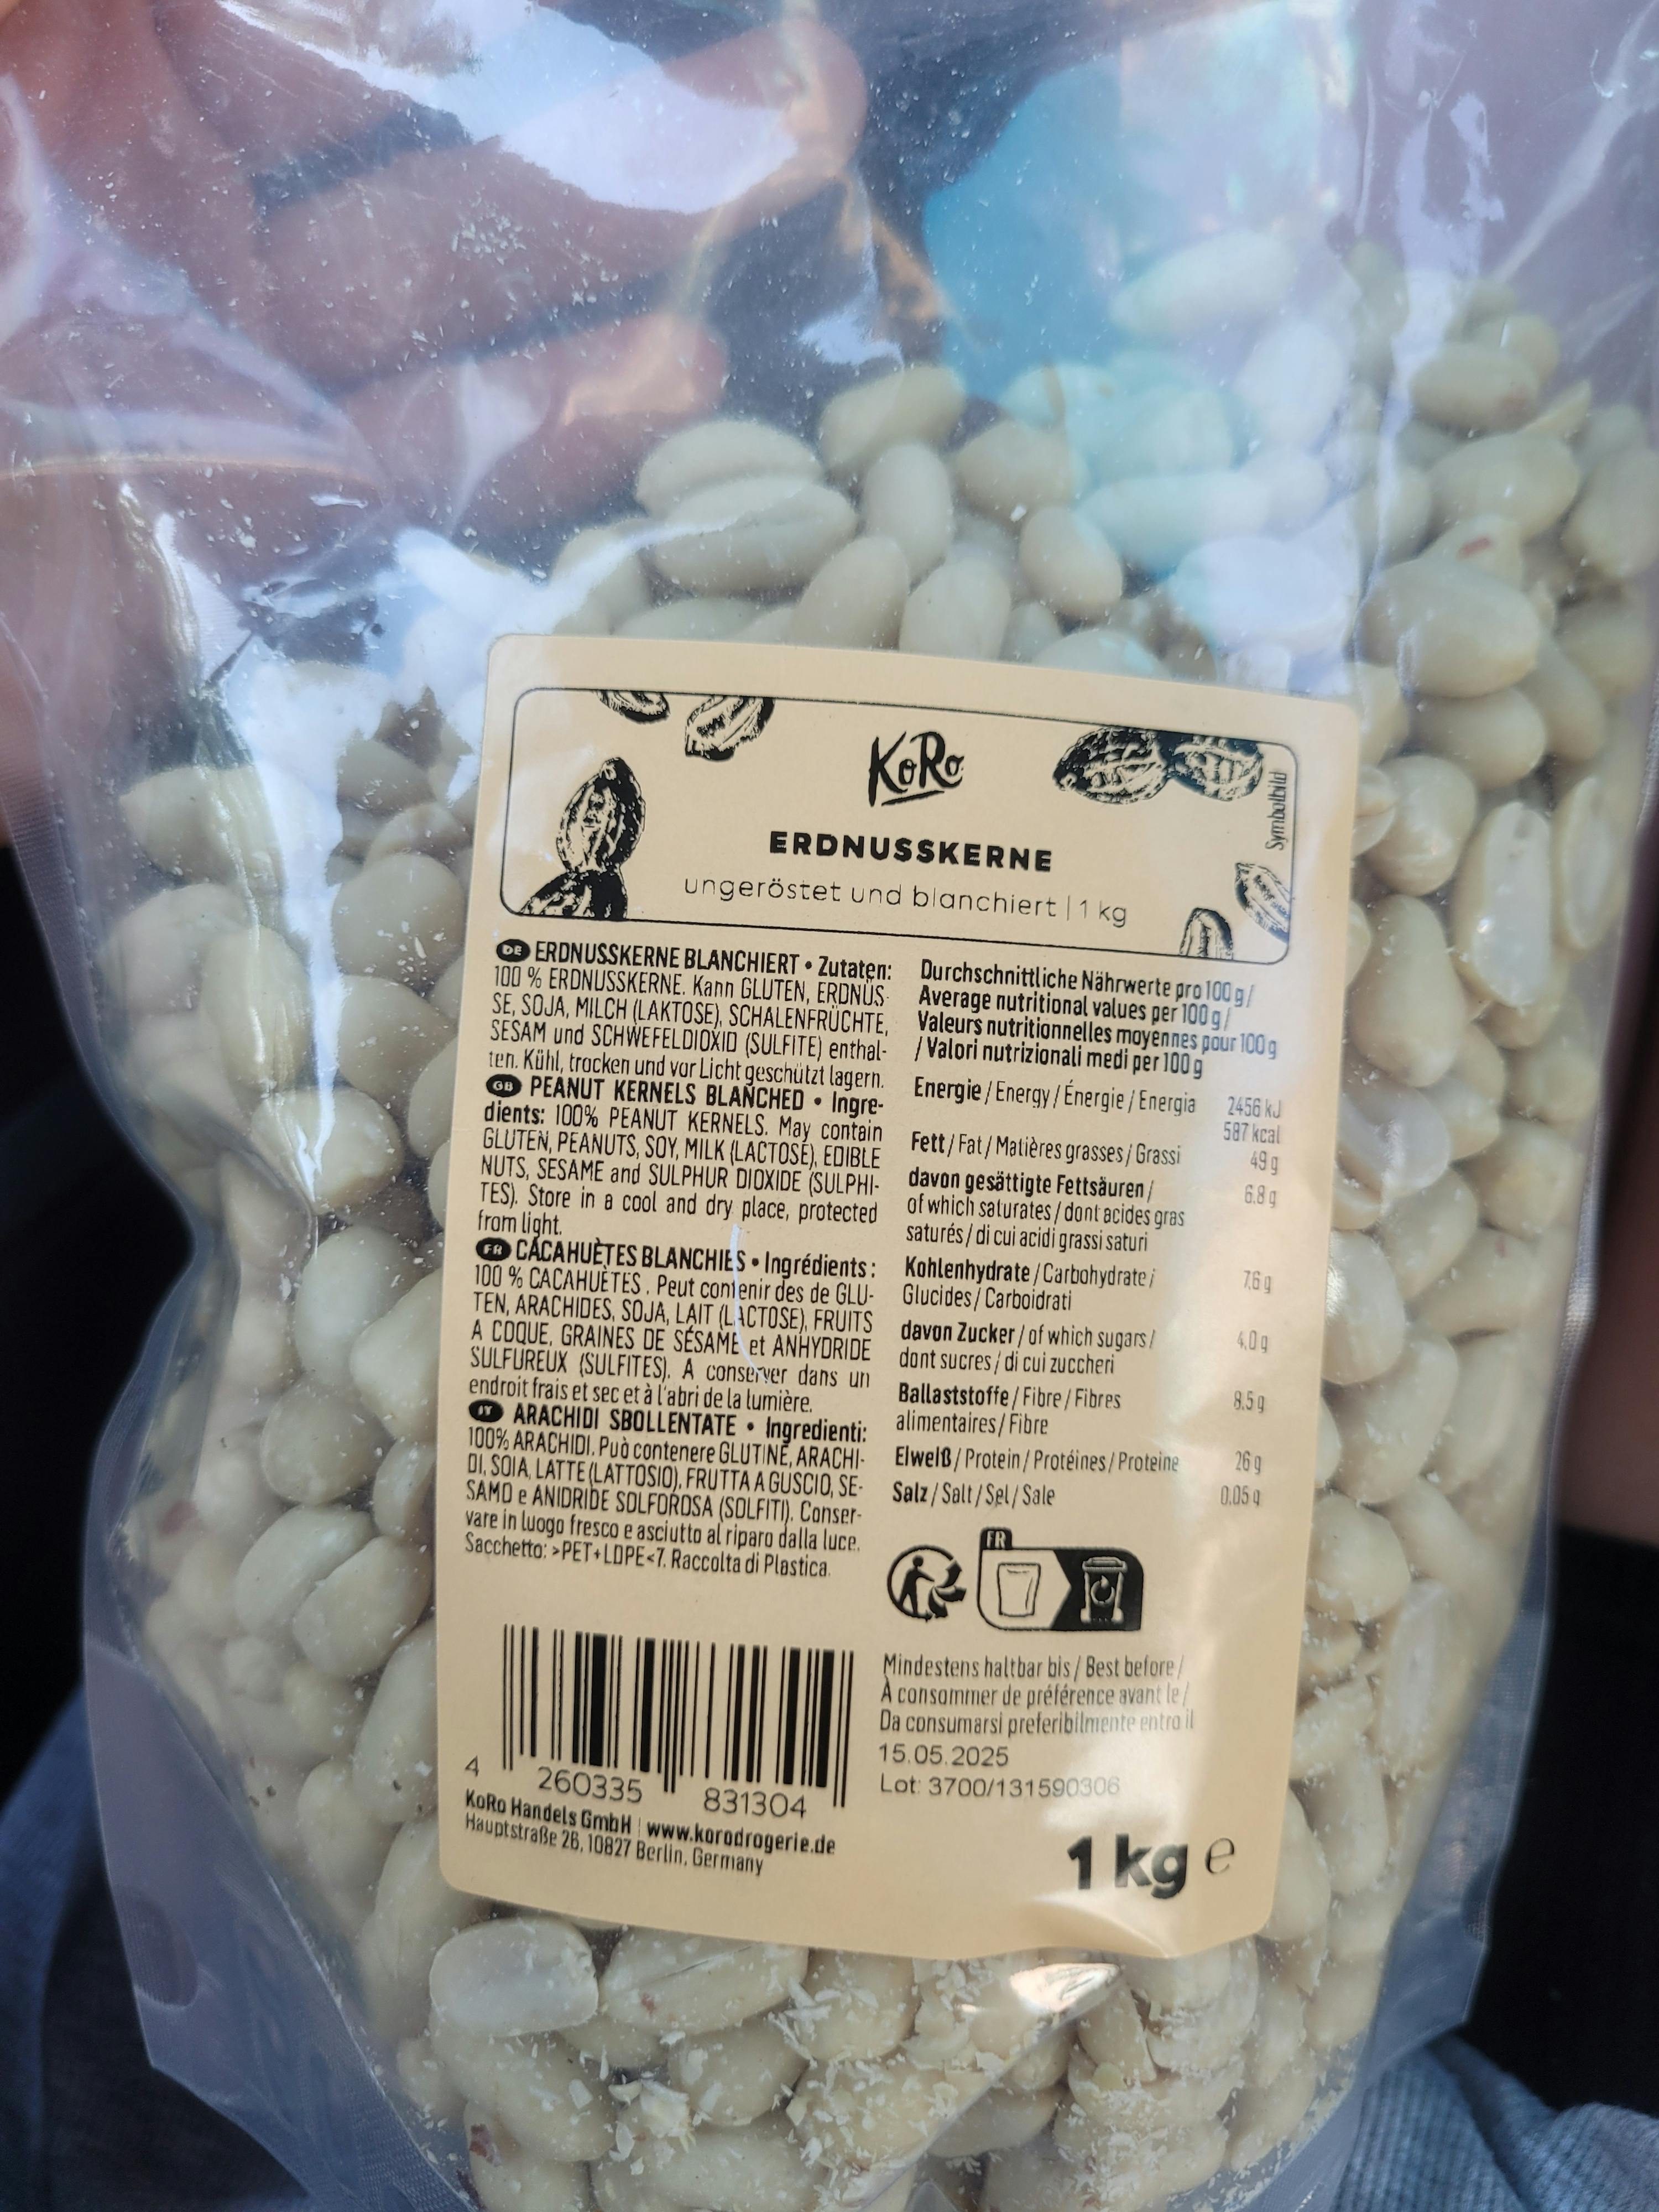 KoRo
Symbolbild
ERDNUSSKERNE
ungeröstet und blanchiert | 1 kg
DE ERDNUSSKERNE BLANCHIERT • Zutaten:
100 % ERDNUSSKERNE. Kann GLUTEN, ERDNÜS-
SE, SOJA, MILCH (LAKTOSE), SCHALENFRÜCHTE,
SESAM und SCHWEFELDIOXID (SULFITE) enthal-
ten. Kühl, trocken und vor Licht geschützt lagern.
GB PEANUT KERNELS BLANCHED • Ingre-
dients: 100% PEANUT KERNELS. May contain
GLUTEN, PEANUTS, SOY, MILK (LACTOSE), EDIBLE
NUTS, SESAME and SULPHUR DIOXIDE (SULPHI-
TES). Store in a cool and dry place, protected
from light.
FR CACAHUÈTES BLANCHIES • Ingrédients :
100 % CACAHUÈTES . Peut contenir des de GLU-
TEN, ARACHIDES, SOJA, LAIT (LACTOSE), FRUITS
A COQUE, GRAINES DE SÉSAME et ANHYDRIDE
SULFUREUX (SULFITES). A conserver dans un
endroit frais et sec et à l'abri de la lumière.
IT ARACHIDI SBOLLENTATE • Ingredienti:
100% ARACHIDI. Può contenere GLUTINE, ARACHI-
DI, SOIA, LATTE (LATTOSIO), FRUTTA A GUSCIO, SE-
SAMO e ANIDRIDE SOLFOROSA (SOLFITI). Conser-
vare in luogo fresco e asciutto al riparo dalla luce.
Sacchetto: >PET+LDPE<7. Raccolta di Plastica.
Durchschnittliche Nährwerte pro 100 g /
Average nutritional values per 100 g /
Valeurs nutritionnelles moyennes pour 100 g
/ Valori nutrizionali medi per 100 g
Energie / Energy / Énergie / Energia 2456 kJ
587 kcal
Fett / Fat / Matières grasses / Grassi 49 g
davon gesättigte Fettsäuren / 6.8 g
of which saturates / dont acides gras
saturés / di cui acidi grassi saturi
Kohlenhydrate / Carbohydrate / 7.6 g
Glucides / Carboidrati
davon Zucker / of which sugars / 4.0 g
dont sucres / di cui zuccheri
Ballaststoffe / Fibre / Fibres 8.5 g
alimentaires / Fibre
Eiweiß / Protein / Protéines / Proteine 26 g
Salz / Salt / Sel / Sale 0.05 g
FR
Mindestens haltbar bis / Best before /
À consommer de préférence avant le /
Da consumarsi preferibilmente entro il
15.05.2025
Lot: 3700/131590306
4 260335 831304
KoRo Handels GmbH | www.korodrogerie.de
Hauptstraße 26, 10827 Berlin, Germany
1 kg e